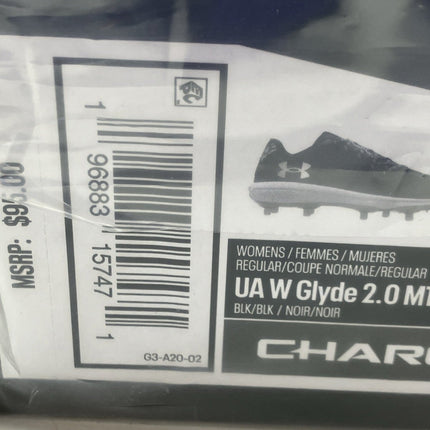 MSRP: $95.00
1 96883 15747 1
G3-A20-02
WOMENS / FEMMES / MUJERES
REGULAR/COUPE NORMALE/REGULAR
UA W Glyde 2.0 MT
BLK/BLK / NOIR/NOIR
CHARG